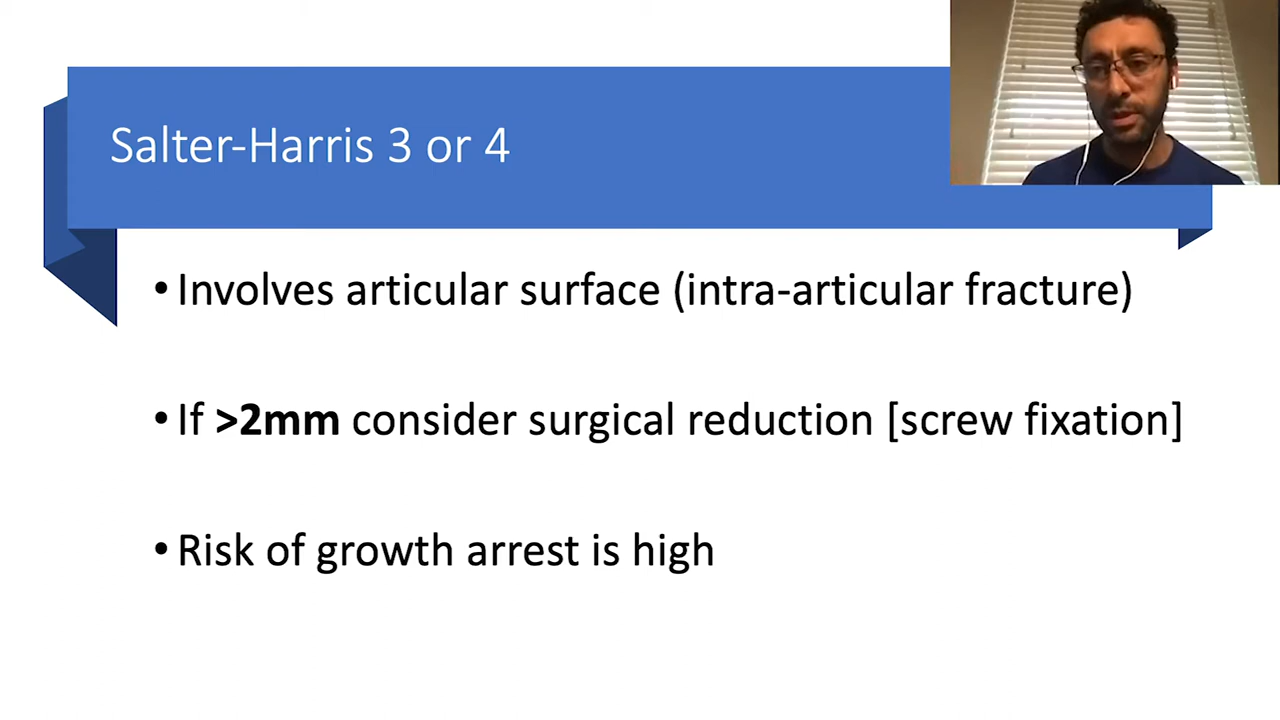 Salter-Harris 3 or 4
•Involves articular surface (intra-articular fracture)
•If >2mm consider surgical reduction [screw fixation]
•Risk of growth arrest is high